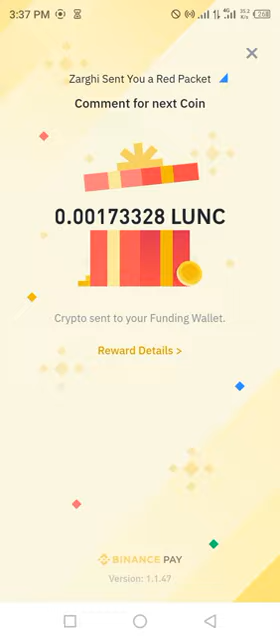 3:37 PM
Zarghi Sent You a Red Packet
Comment for next Coin
0.00173328 LUNC
Crypto sent to your Funding Wallet.
Reward Details >
BINANCE PAY
Version: 1.1.47